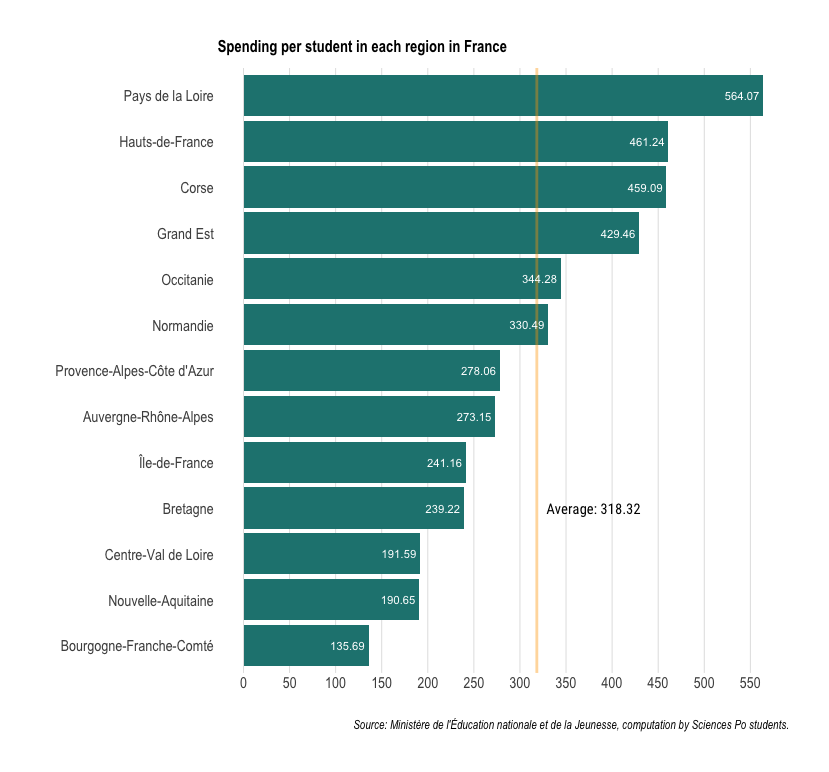 Spending per student in each region in France
Pays de la Loire 564.07
Hauts-de-France 461.24
Corse 459.09
Grand Est 429.46
Occitanie 344.28
Normandie 330.49
Provence-Alpes-Côte d'Azur 278.06
Auvergne-Rhône-Alpes 273.15
Île-de-France 241.16
Bretagne 239.22 Average: 318.32
Centre-Val de Loire 191.59
Nouvelle-Aquitaine 190.65
Bourgogne-Franche-Comté 135.69
0 50 100 150 200 250 300 350 400 450 500 550
Source: Ministère de l'Éducation nationale et de la Jeunesse, computation by Sciences Po students.